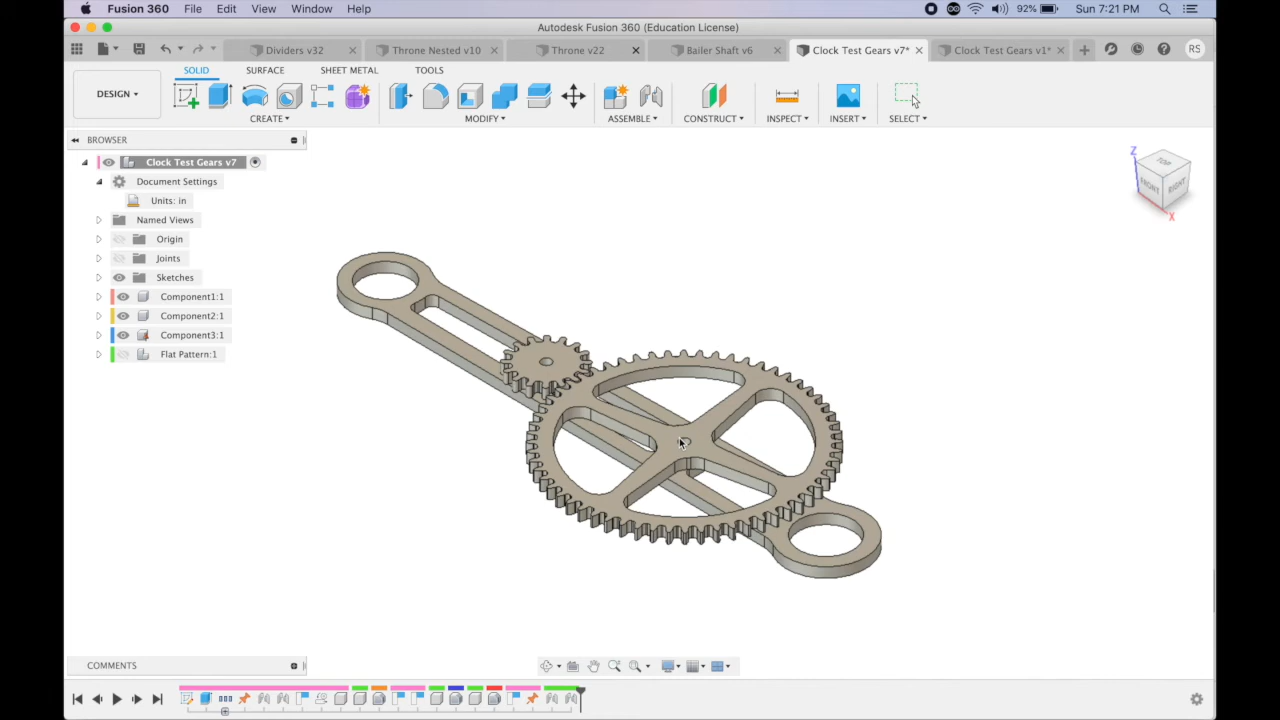 Fusion 360 File Edit View Window Help 92% Sun 7:21 PM
Autodesk Fusion 360 (Education License)
Dividers v32 Throne Nested v10 Throne v22 Bailer Shaft v6 Clock Test Gears v7* Clock Test Gears v1* RS
SOLID SURFACE SHEET METAL TOOLS
DESIGN
CREATE MODIFY ASSEMBLE CONSTRUCT INSPECT INSERT SELECT
BROWSER
Clock Test Gears v7
Document Settings
Units: in
Named Views
Origin
Joints
Sketches
Component1:1
Component2:1
Component3:1
Flat Pattern:1
Z
TOP
FRONT RIGHT
X
COMMENTS